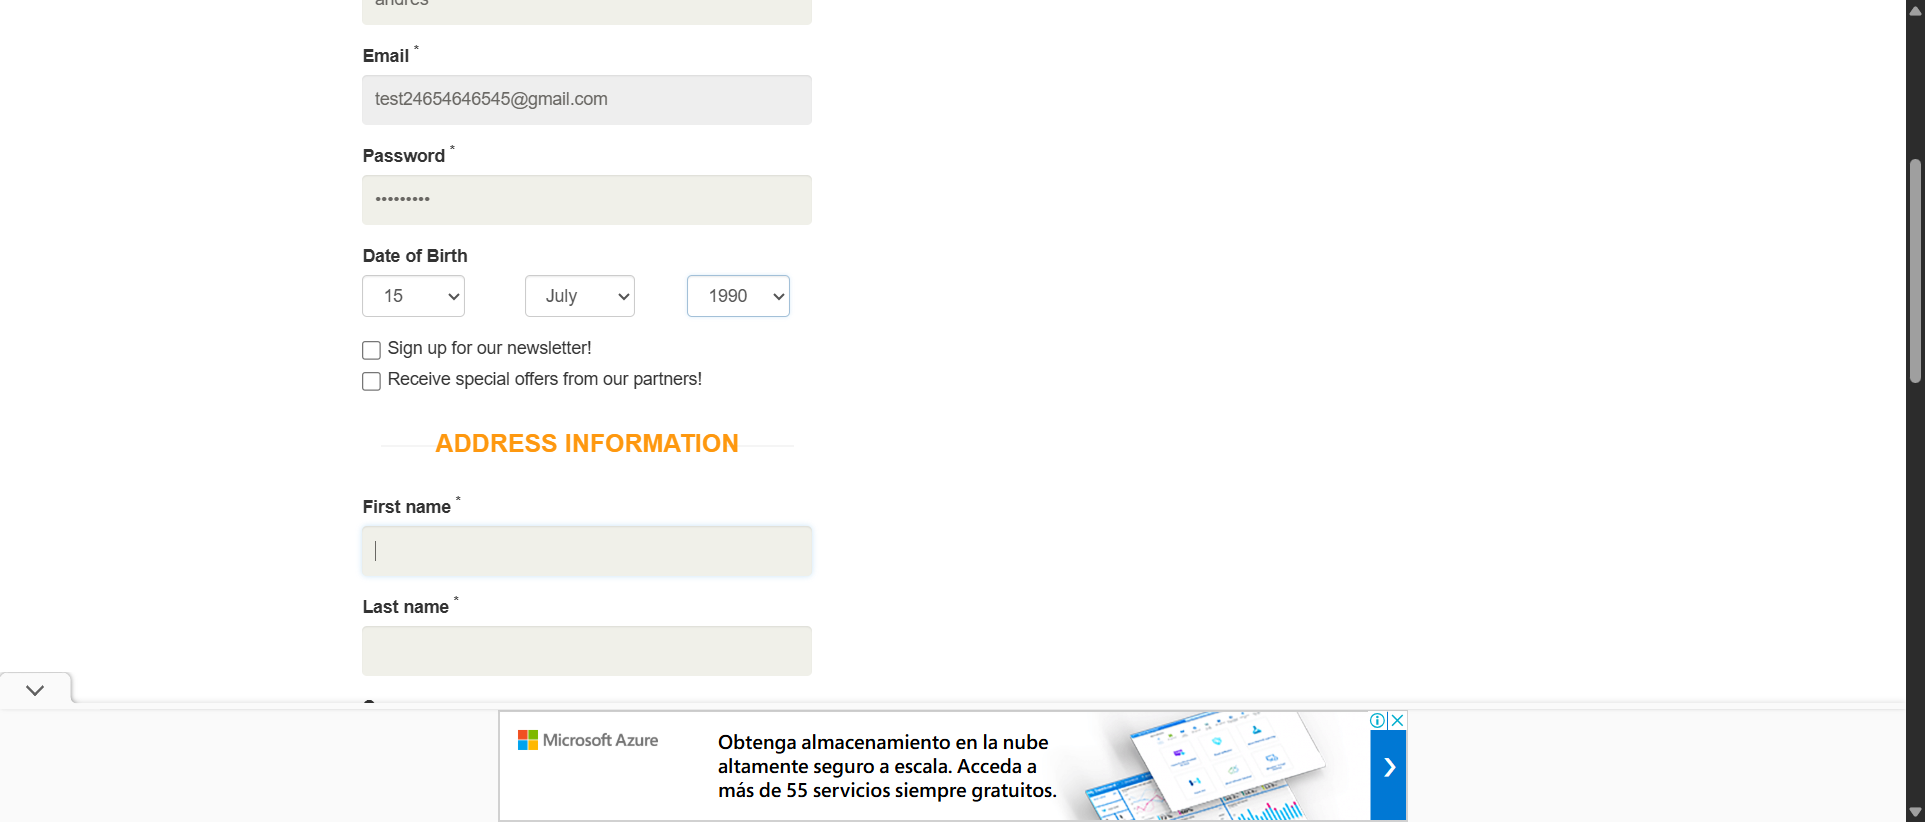 andres
Email *
test24654646545@gmail.com
Password *
•••••••••
Date of Birth
15 July 1990
Sign up for our newsletter!
Receive special offers from our partners!
ADDRESS INFORMATION
First name *
Last name *
Microsoft Azure
Obtenga almacenamiento en la nube
altamente seguro a escala. Acceda a
más de 55 servicios siempre gratuitos.